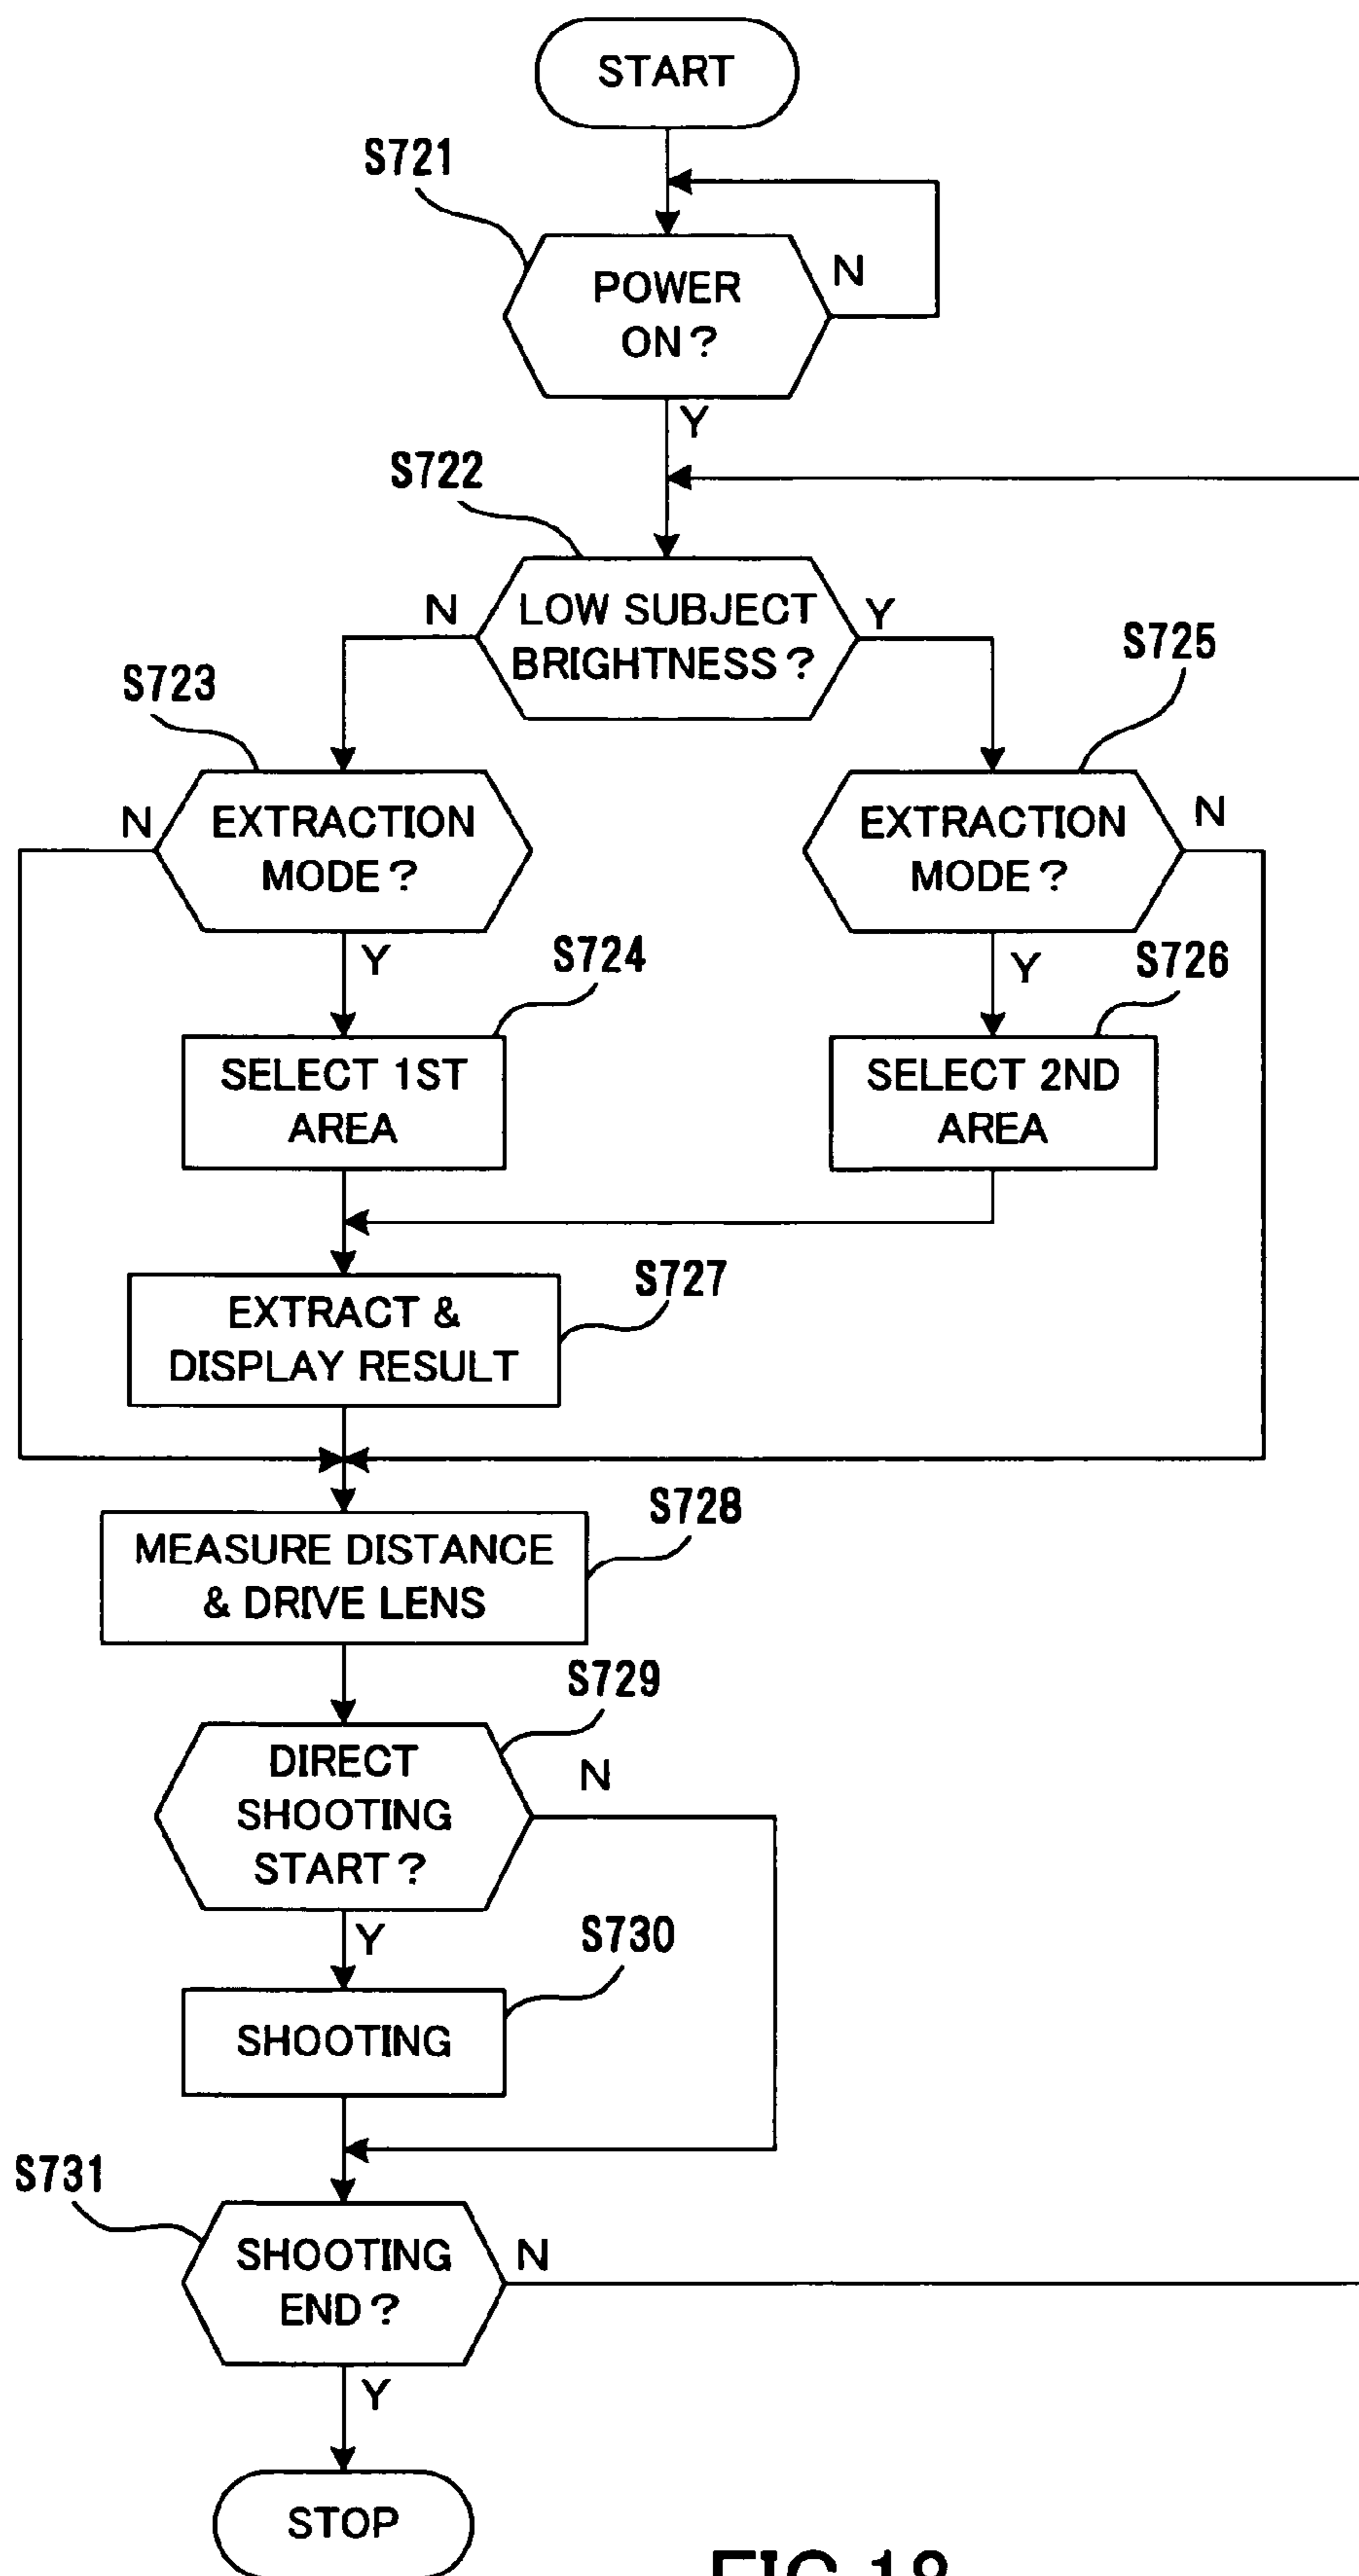 START
S721
POWER
ON?
N
Y
S722
LOW SUBJECT
BRIGHTNESS?
N
Y
S723
EXTRACTION
MODE?
N
Y
S725
EXTRACTION
MODE?
N
Y
S724
SELECT 1ST
AREA
S726
SELECT 2ND
AREA
S727
EXTRACT &
DISPLAY RESULT
S728
MEASURE DISTANCE
& DRIVE LENS
S729
DIRECT
SHOOTING
START?
N
Y
S730
SHOOTING
S731
SHOOTING
END?
N
Y
STOP
FIG.18